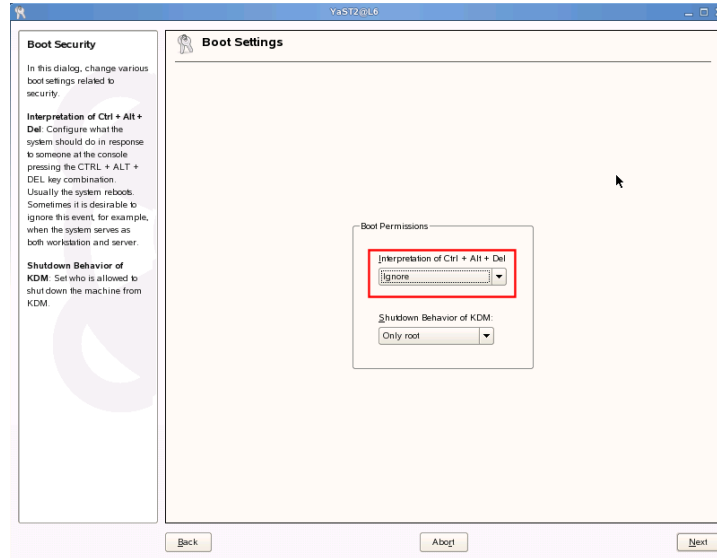 YaST2@L6
Boot Security
In this dialog, change various
boot settings related to
security.
Interpretation of Ctrl + Alt +
Del: Configure what the
system should do in response
to someone at the console
pressing the CTRL + ALT +
DEL key combination.
Usually the system reboots.
Sometimes it is desirable to
ignore this event, for example,
when the system serves as
both workstation and server.
Shutdown Behavior of
KDM: Set who is allowed to
shut down the machine from
KDM.
Boot Settings
Boot Permissions
Interpretation of Ctrl + Alt + Del
Ignore
Shutdown Behavior of KDM:
Only root
Back
Abort
Next